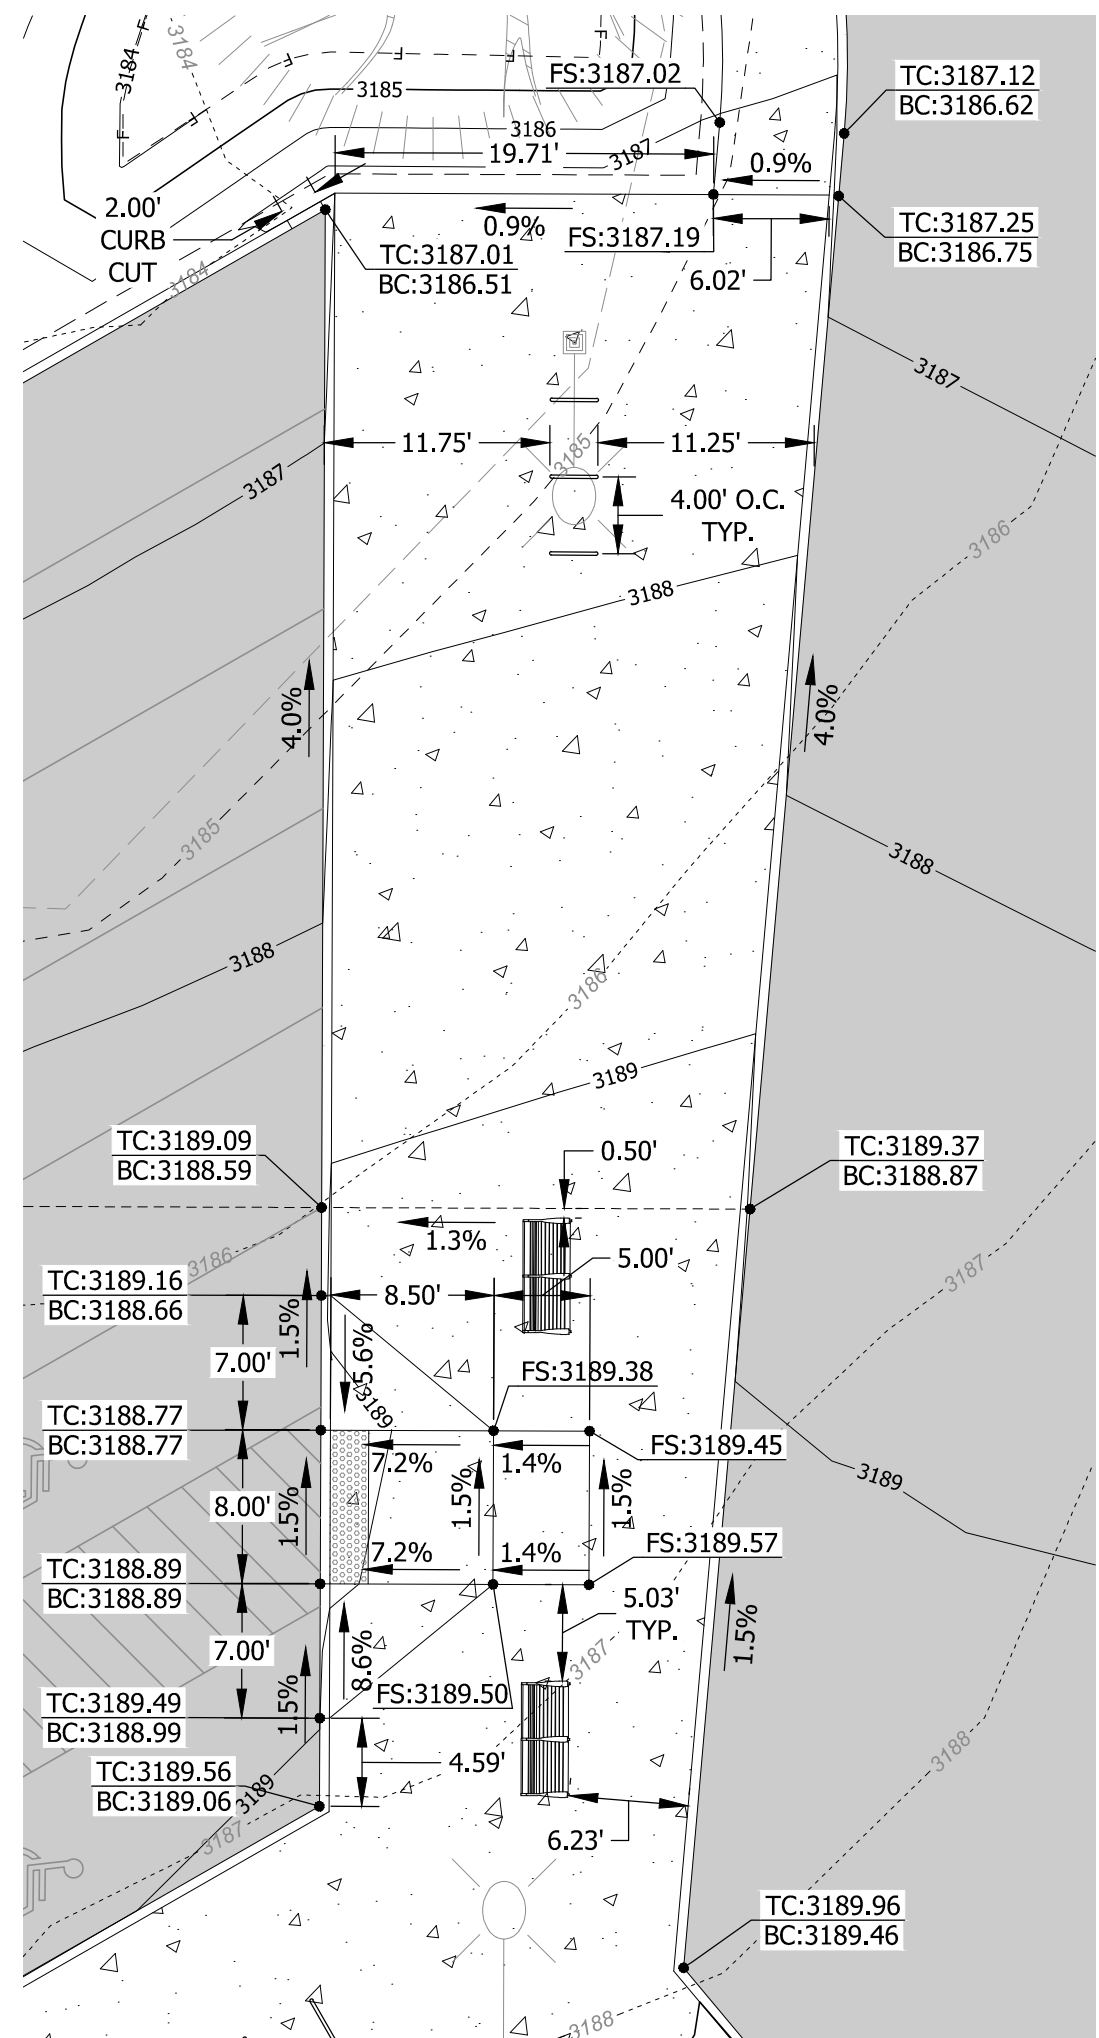 3184
3184
F
F
F
F
F
F
3185
3186
3187
FS:3187.02
TC:3187.12
BC:3186.62
19.71'
0.9%
2.00'
CURB
CUT
3184
0.9%
FS:3187.19
TC:3187.25
BC:3186.75
TC:3187.01
BC:3186.51
6.02'
3187
11.75'
3185
11.25'
3187
4.00' O.C.
TYP.
3186
3188
4.0%
4.0%
3185
3188
3188
3186
3189
TC:3189.09
BC:3188.59
0.50'
TC:3189.37
BC:3188.87
1.3%
3186
5.00'
3187
TC:3189.16
BC:3188.66
8.50'
1.5%
7.00'
5.6%
FS:3189.38
3189
TC:3188.77
BC:3188.77
FS:3189.45
7.2%
1.4%
3189
8.00'
1.5%
1.5%
1.5%
FS:3189.57
7.2%
1.4%
TC:3188.89
BC:3188.89
5.03'
TYP.
7.00'
8.6%
3187
1.5%
1.5%
FS:3189.50
TC:3189.49
BC:3188.99
4.59'
3188
TC:3189.56
BC:3189.06
3189
3187
6.23'
TC:3189.96
BC:3189.46
3188